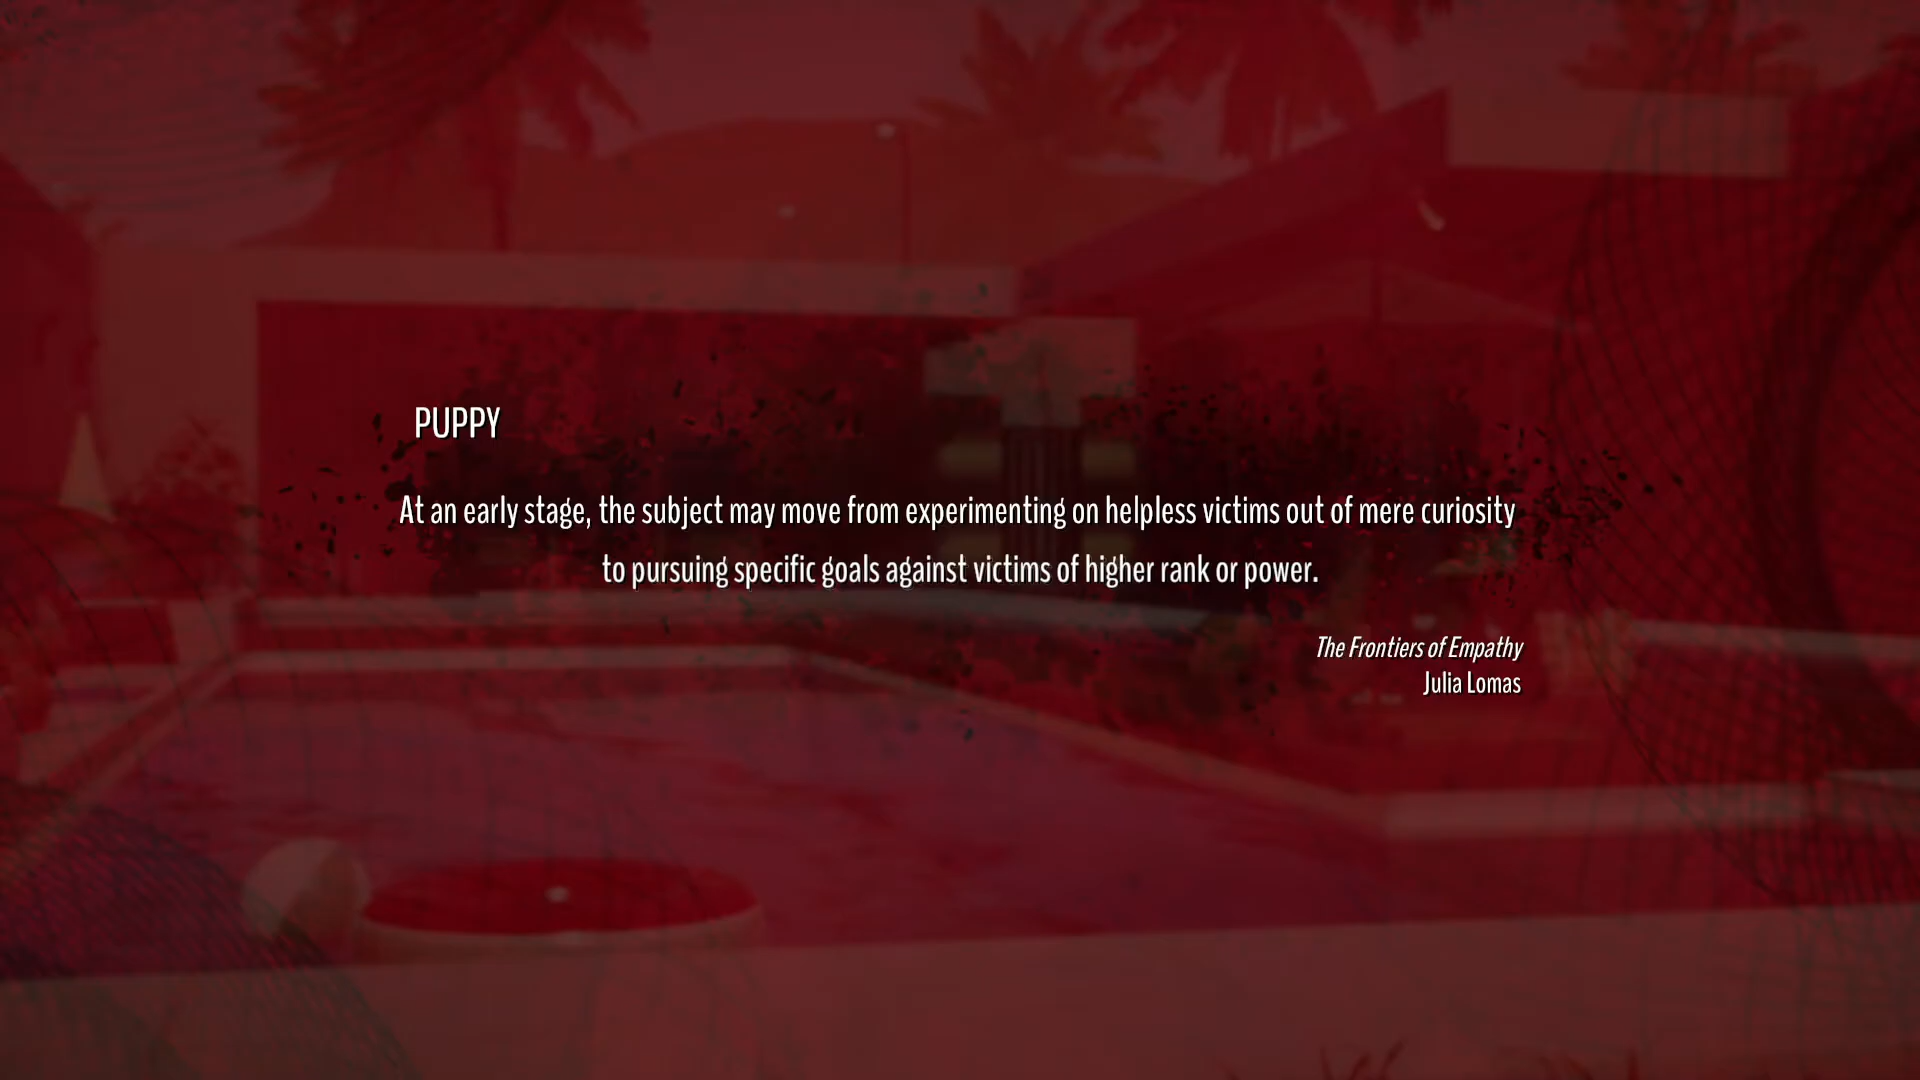 PUPPY
At an early stage, the subject may move from experimenting on helpless victims out of mere curiosity
to pursuing specific goals against victims of higher rank or power.
The Frontiers of Empathy
Julia Lomas